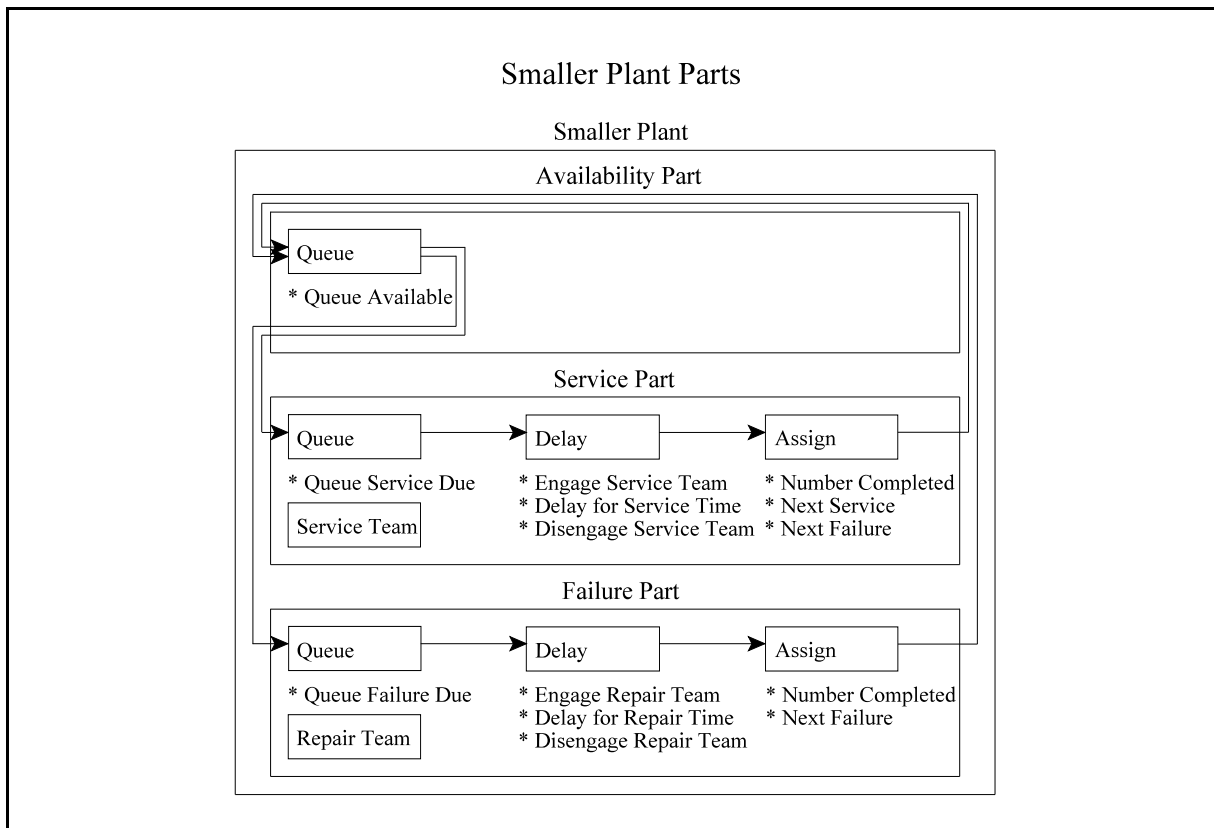 Smaller Plant Parts
Smaller Plant
Availability Part
Queue
* Queue Available
Service Part
Queue
Delay
Assign
* Queue Service Due
* Engage Service Team
* Number Completed
* Delay for Service Time
* Next Service
Service Team
* Disengage Service Team
* Next Failure
Failure Part
Queue
Delay
Assign
* Queue Failure Due
* Engage Repair Team
* Number Completed
* Delay for Repair Time
* Next Failure
Repair Team
* Disengage Repair Team